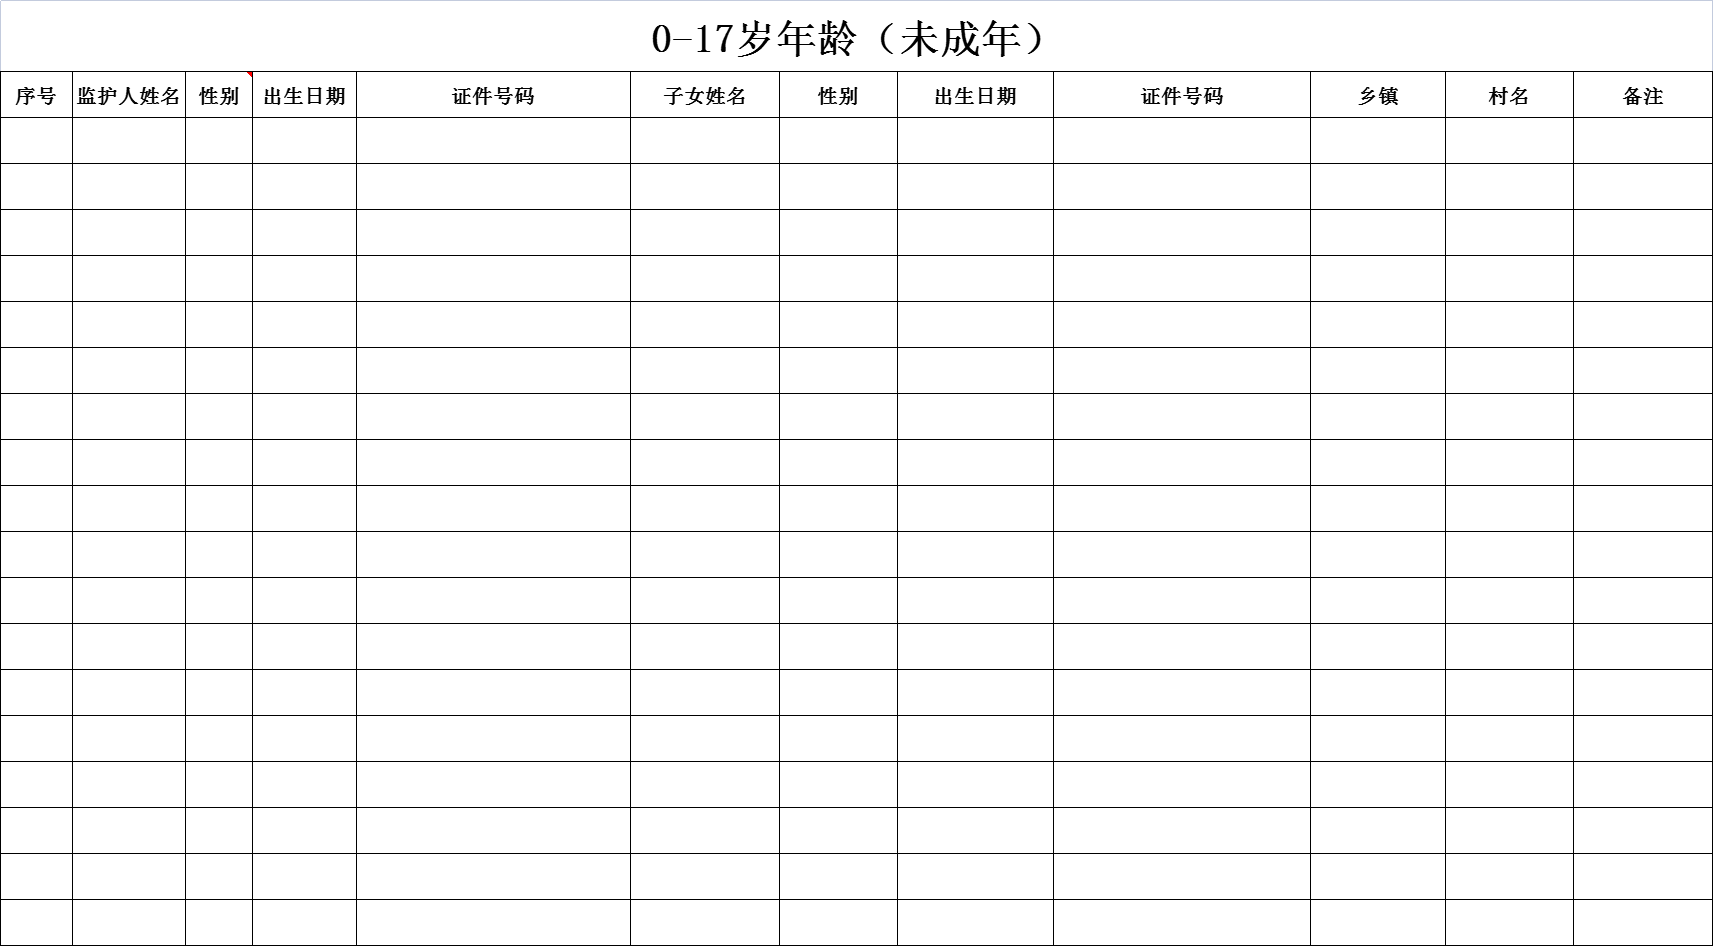 0-17岁年龄（未成年）
序号 监护人姓名 性别 出生日期 证件号码 子女姓名 性别 出生日期 证件号码 乡镇 村名 备注